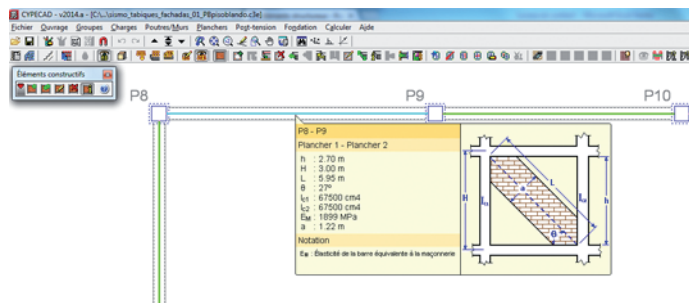 CYPECAD - v2014.a - [C:\...\sismo_tabiques_fachadas_01_P8pisoblando.c3e]
Fichier Ouvrage Groupes Charges Poutres/Murs Planchers Post-tension Fondation Calculer Aide
Éléments constructifs
P8 P9 P10
P8 - P9
Plancher 1 - Plancher 2
h : 2.70 m
H : 3.00 m
L : 5.95 m
θ : 27º
Ic1 : 67500 cm4
Ic2 : 67500 cm4
EM : 1899 MPa
a : 1.22 m
Notation
EM : Élasticité de la barre équivalente à la maçonnerie
L
a
H
h
θ